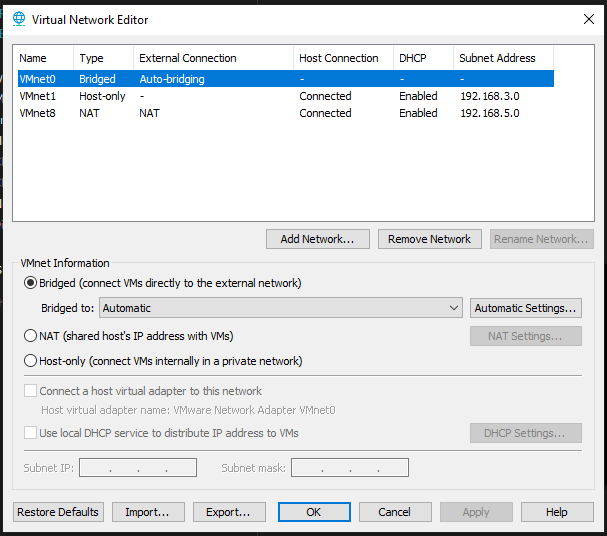 Virtual Network Editor
Name Type External Connection Host Connection DHCP Subnet Address
VMnet0 Bridged Auto-bridging - - -
VMnet1 Host-only - Connected Enabled 192.168.3.0
VMnet8 NAT NAT Connected Enabled 192.168.5.0
Add Network... Remove Network Rename Network...
VMnet Information
Bridged (connect VMs directly to the external network)
Bridged to: Automatic Automatic Settings...
NAT (shared host's IP address with VMs) NAT Settings...
Host-only (connect VMs internally in a private network)
Connect a host virtual adapter to this network
Host virtual adapter name: VMware Network Adapter VMnet0
Use local DHCP service to distribute IP address to VMs DHCP Settings...
Subnet IP: . . . Subnet mask: . . .
Restore Defaults Import... Export... OK Cancel Apply Help